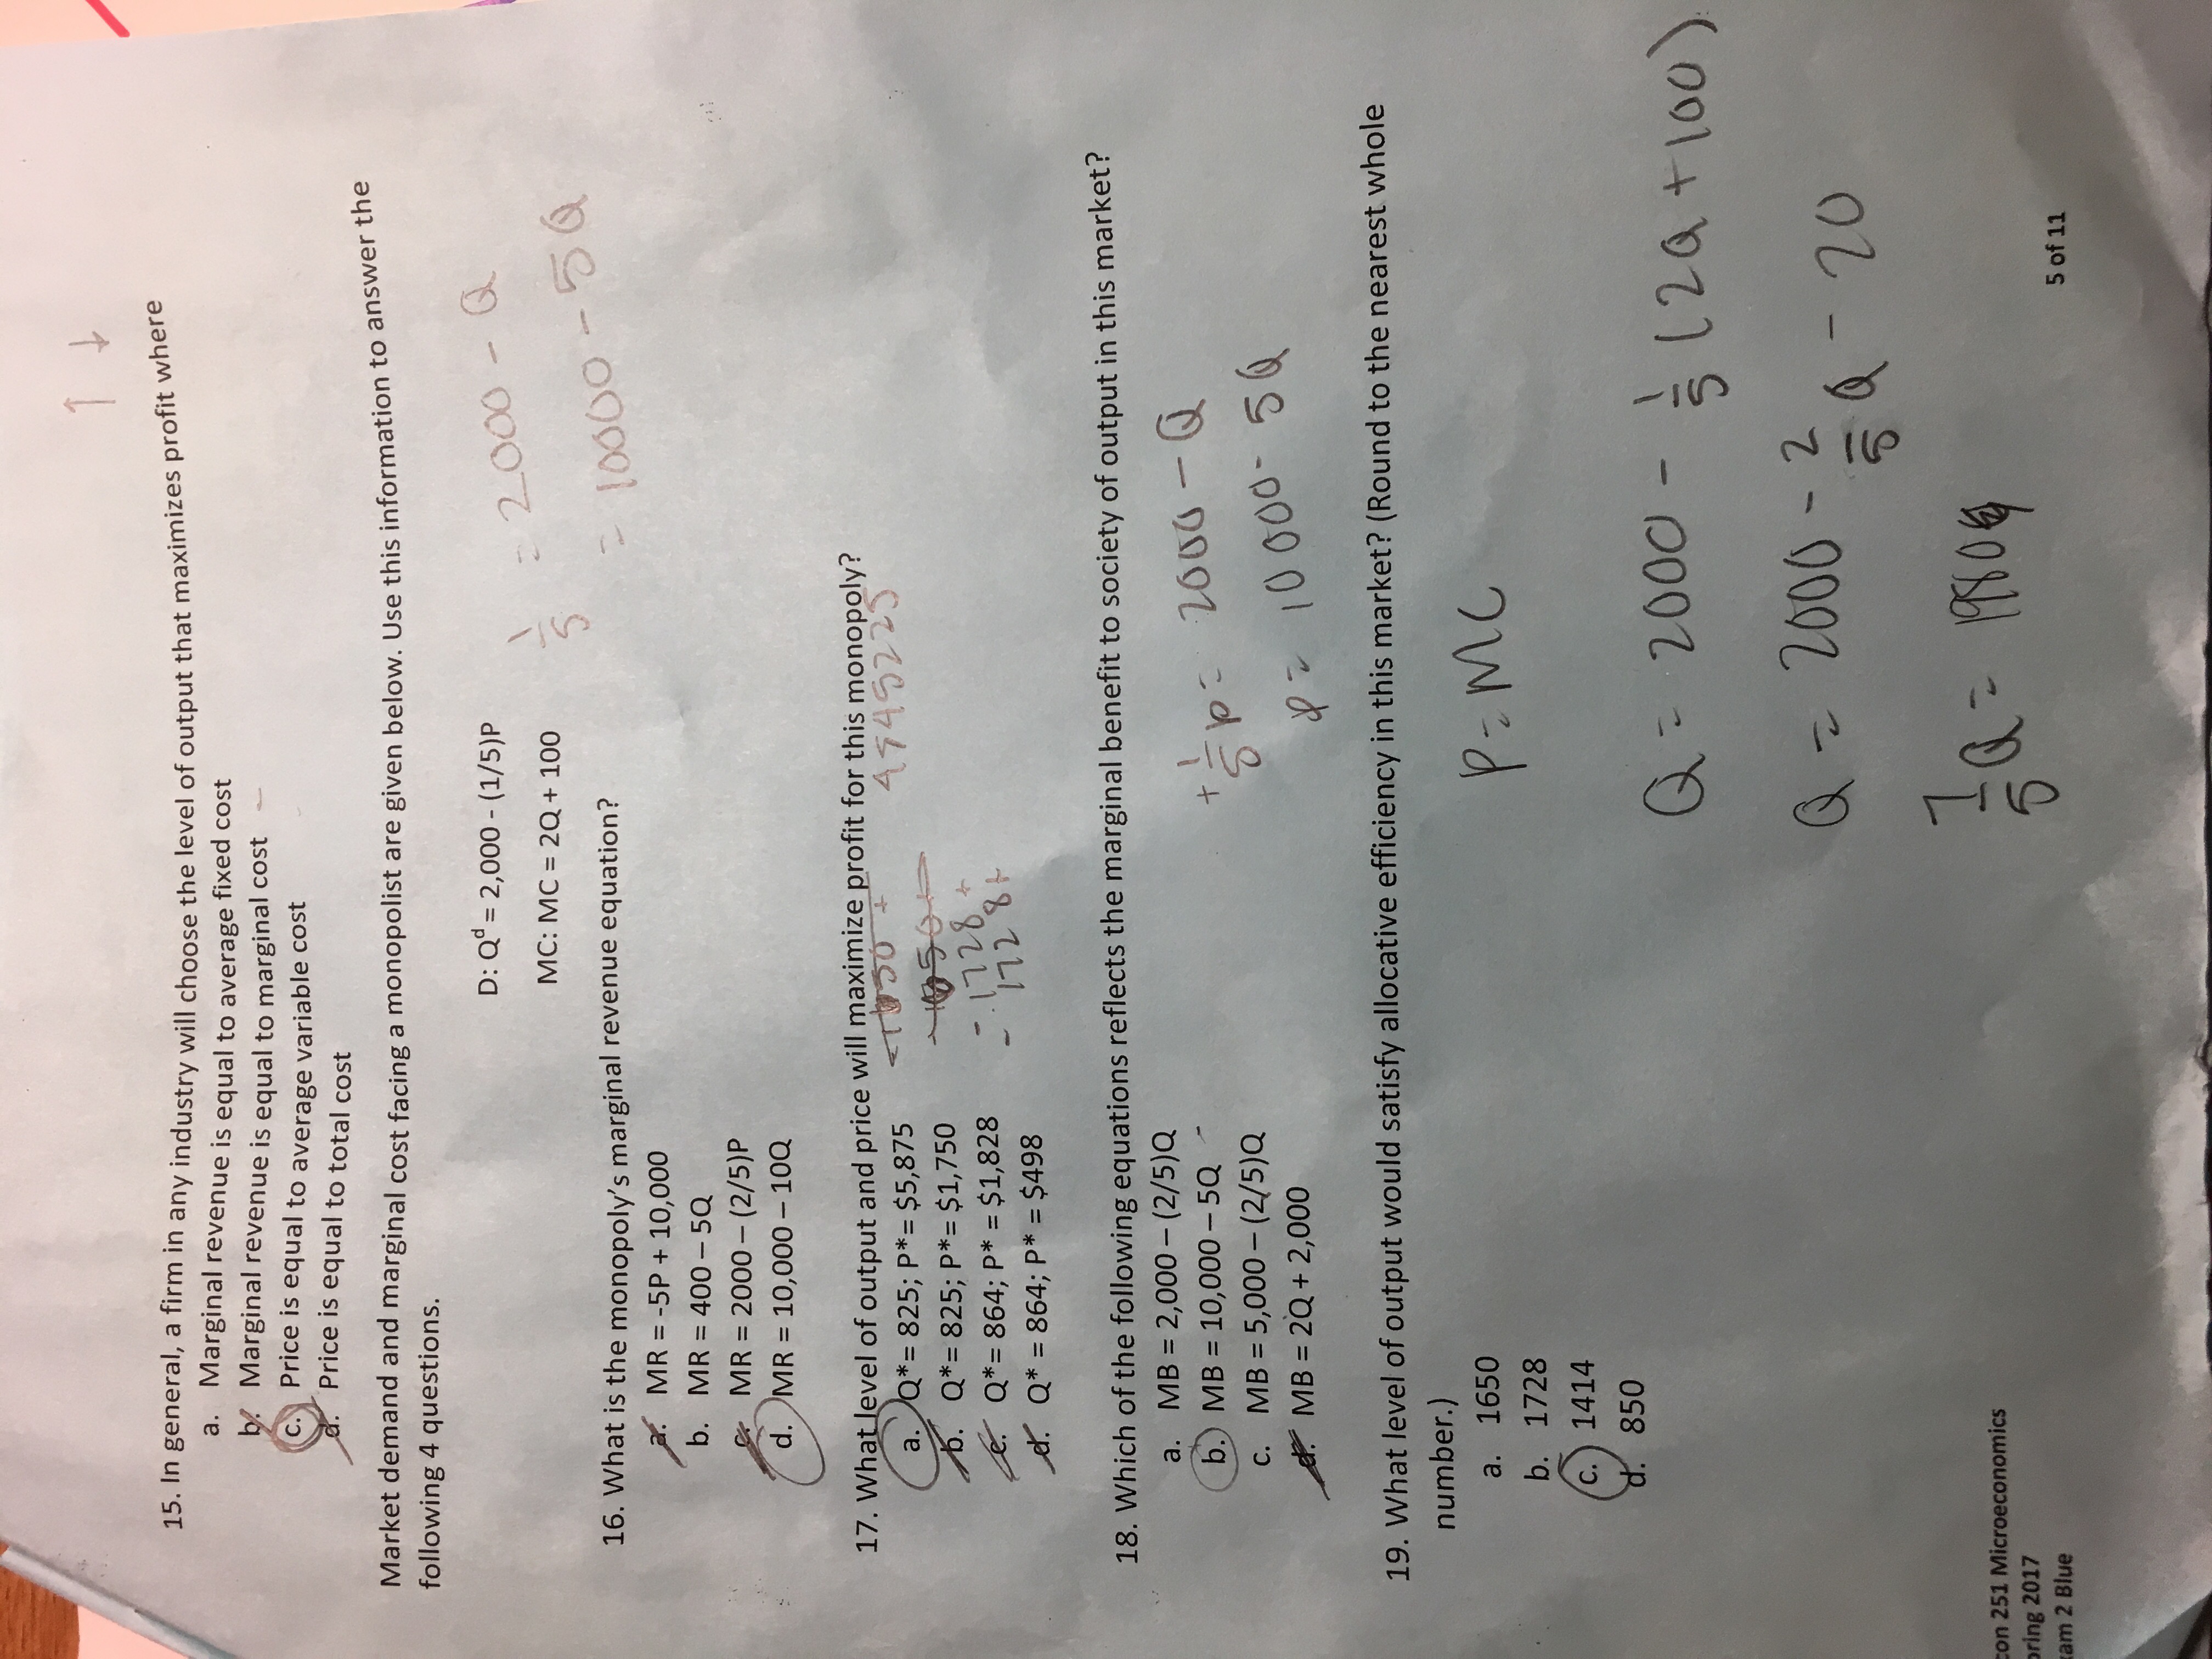 ↑ ↓
15. In general, a firm in any industry will choose the level of output that maximizes profit where
a. Marginal revenue is equal to average fixed cost
b. Marginal revenue is equal to marginal cost
c. Price is equal to average variable cost
d. Price is equal to total cost
Market demand and marginal cost facing a monopolist are given below. Use this information to answer the
following 4 questions.
D: Qᵈ = 2,000 - (1/5)P
1/5 = 2000 - Q
MC: MC = 2Q + 100
= 10000 - 5Q
16. What is the monopoly's marginal revenue equation?
a. MR = -5P + 10,000
b. MR = 400 – 5Q
c. MR = 2000 – (2/5)P
d. MR = 10,000 – 10Q
17. What level of output and price will maximize profit for this monopoly?
a. Q*= 825; P*= $5,875
b. Q*= 825; P*= $1,750
- 1728 +
c. Q*= 864; P* = $1,828
- 1728+
d. Q* = 864; P* = $498
18. Which of the following equations reflects the marginal benefit to society of output in this market?
a. MB = 2,000 – (2/5)Q
+ 1/5 p = 2000 - Q
b. MB = 10,000 – 5Q
c. MB = 5,000 – (2/5)Q
p = 10000 - 5Q
d. MB = 2Q + 2,000
19. What level of output would satisfy allocative efficiency in this market? (Round to the nearest whole
number.)
a. 1650
P = MC
b. 1728
c. 1414
d. 850
Q = 2000 - 1/5 (2Q + 100)
Q = 2000 - 2/5 Q - 20
7/5 Q = 1980
con 251 Microeconomics
pring 2017
xam 2 Blue
5 of 11